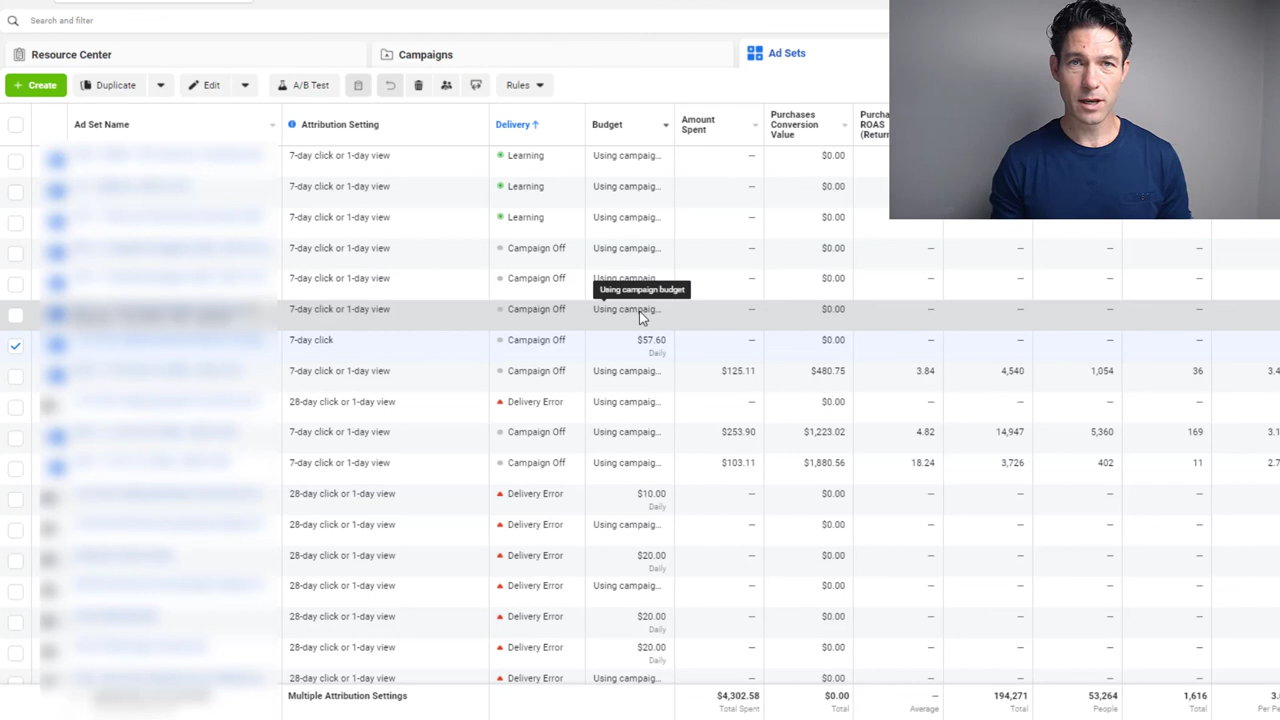 Search and filter
Resource Center
Campaigns
Ad Sets
+ Create
Duplicate
Edit
A/B Test
Rules
Ad Set Name
Attribution Setting
Delivery ↑
Budget
Amount
Spent
Purchases
Conversion
Value
Purcha
ROAS
(Return
7-day click or 1-day view Learning Using campaig... — $0.00
7-day click or 1-day view Learning Using campaig... — $0.00
7-day click or 1-day view Learning Using campaig... — $0.00
7-day click or 1-day view Campaign Off Using campaig... — $0.00 — — — —
7-day click or 1-day view Campaign Off Using campaig... — $0.00 — — — —
Using campaign budget
7-day click or 1-day view Campaign Off Using campaig... — $0.00 — — — —
7-day click Campaign Off $57.60 — $0.00 — — — —
Daily
7-day click or 1-day view Campaign Off Using campaig... $125.11 $480.75 3.84 4,540 1,054 36 3.4
28-day click or 1-day view Delivery Error Using campaig... — $0.00 — — — —
7-day click or 1-day view Campaign Off Using campaig... $253.90 $1,223.02 4.82 14,947 5,360 169 3.1
7-day click or 1-day view Campaign Off Using campaig... $103.11 $1,880.56 18.24 3,726 402 11 2.7
28-day click or 1-day view Delivery Error $10.00 — $0.00 — — — —
Daily
28-day click or 1-day view Delivery Error Using campaig... — $0.00 — — — —
28-day click or 1-day view Delivery Error $20.00 — $0.00 — — — —
Daily
28-day click or 1-day view Delivery Error Using campaig... — $0.00 — — — —
28-day click or 1-day view Delivery Error $20.00 — $0.00 — — — —
Daily
28-day click or 1-day view Delivery Error $20.00 — $0.00 — — — —
Daily
28-day click or 1-day view Delivery Error Using campaig... — $0.00 — — — —
Multiple Attribution Settings $4,302.58 $0.00 — 194,271 53,264 1,616 3.
Total Spent Total Average Total People Total Per Pe